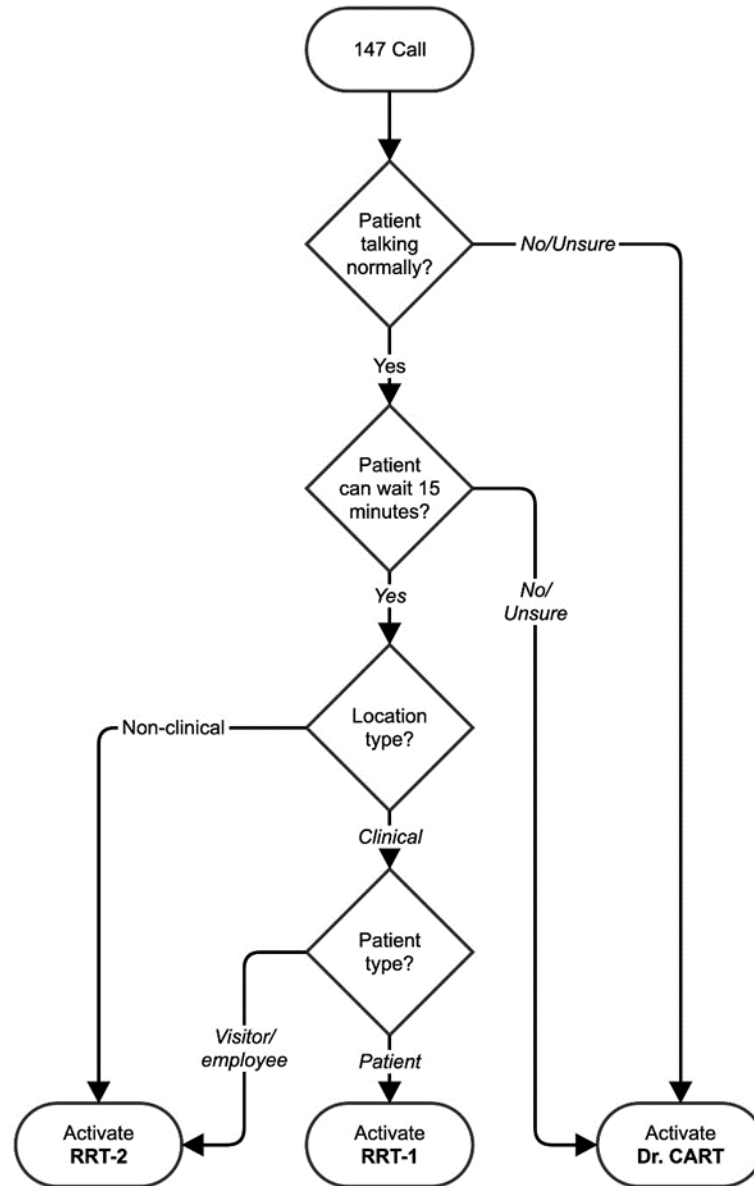 147 Call
Patient
talking
normally?
No/Unsure
Yes
Patient
can wait 15
minutes?
No/
Unsure
Yes
Location
type?
Non-clinical
Clinical
Patient
type?
Visitor/
employee
Patient
Activate
RRT-2
Activate
RRT-1
Activate
Dr. CART